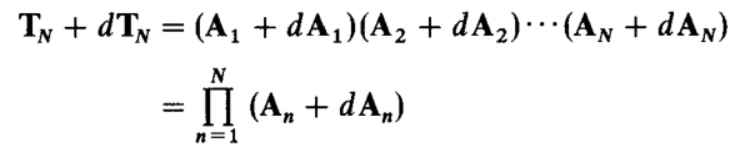 T_N + dT_N = (A_1 + dA_1)(A_2 + dA_2)⋯(A_N + dA_N)
= ∏_{n=1}^{N} (A_n + dA_n)